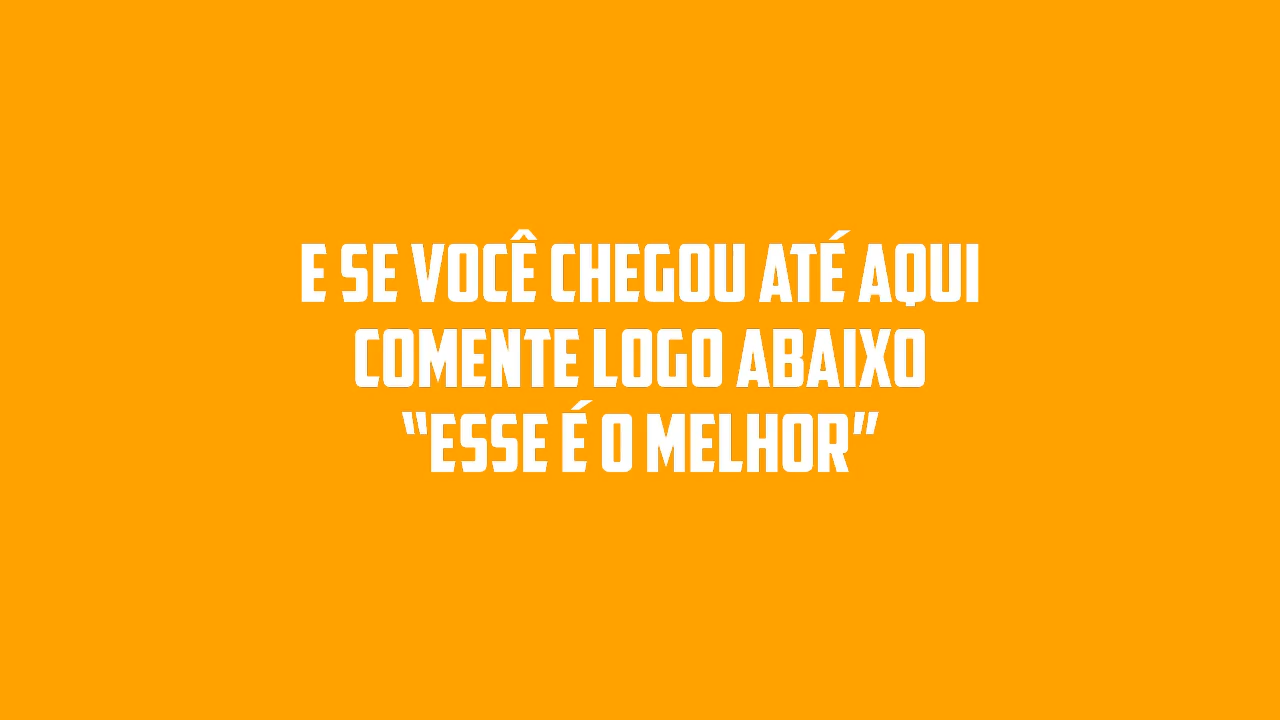 E SE VOCÊ CHEGOU ATÉ AQUI
COMENTE LOGO ABAIXO
“ESSE É O MELHOR”